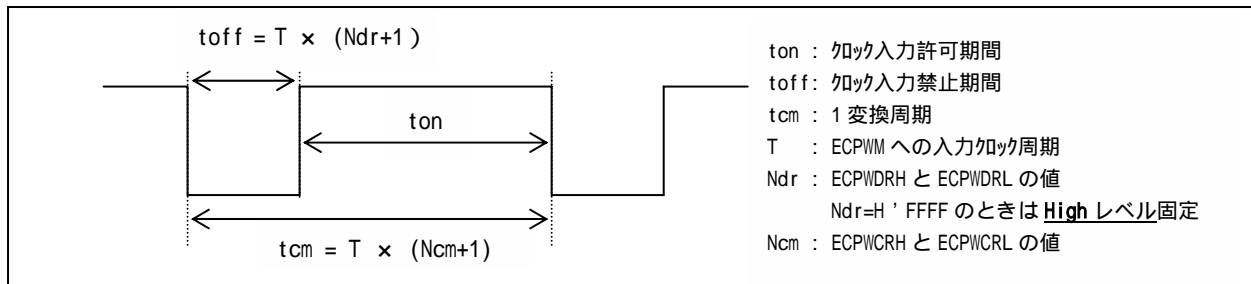 toff = T × (Ndr+1)
ton
tcm = T × (Ncm+1)
ton : ｸﾛｯｸ入力許可期間
toff: ｸﾛｯｸ入力禁止期間
tcm : 1 変換周期
T : ECPWM への入力ｸﾛｯｸ周期
Ndr : ECPWDRH と ECPWDRL の値
Ndr=H'FFFF のときは High レベル固定
Ncm : ECPWCRH と ECPWCRL の値